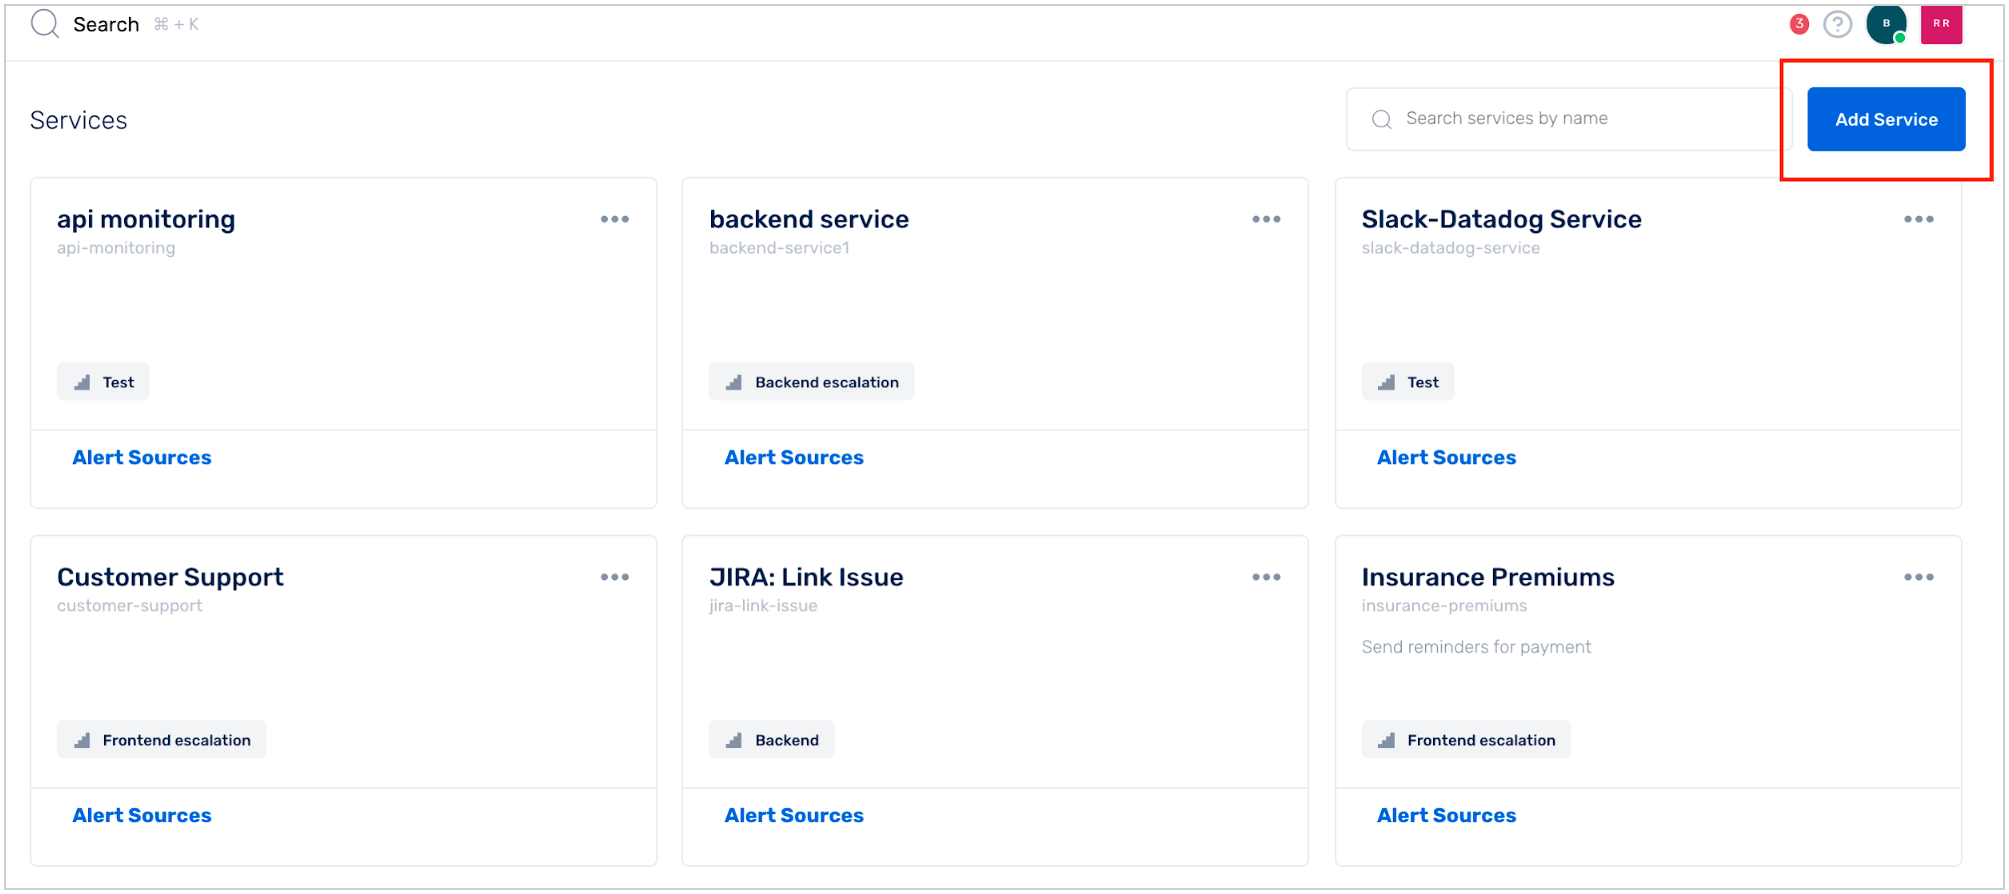 Search ⌘ + K
3 ? B RR
Services
Search services by name
Add Service
api monitoring
api-monitoring
Test
Alert Sources
backend service
backend-service1
Backend escalation
Alert Sources
Slack-Datadog Service
slack-datadog-service
Test
Alert Sources
Customer Support
customer-support
Frontend escalation
Alert Sources
JIRA: Link Issue
jira-link-issue
Backend
Alert Sources
Insurance Premiums
insurance-premiums
Send reminders for payment
Frontend escalation
Alert Sources